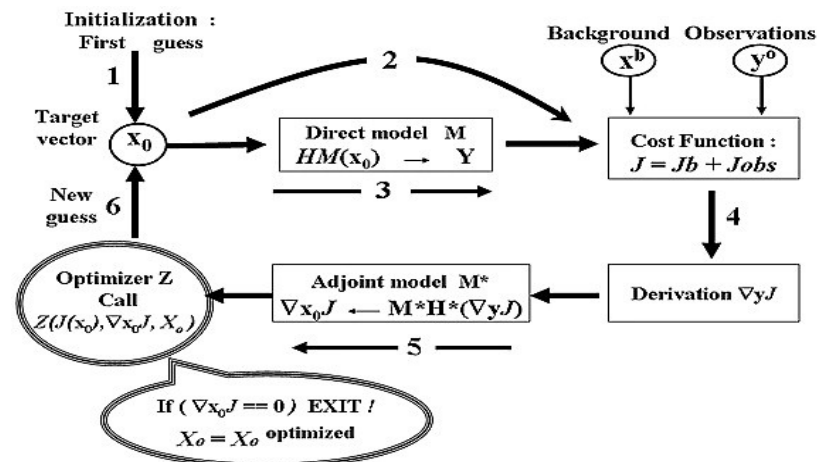 Initialization :
First guess
1
2
Background
Observations
xᵇ
yᵒ
Target
vector
x₀
Direct model M
HM(x₀) → Y
Cost Function :
J = Jb + Jobs
3
New
guess
6
4
Optimizer Z
Call
Z(J(x₀),∇x₀J, Xₒ)
Adjoint model M*
∇x₀J ← M*H*(∇yJ)
Derivation ∇yJ
5
If (∇x₀J == 0) EXIT !
Xₒ = Xₒ optimized